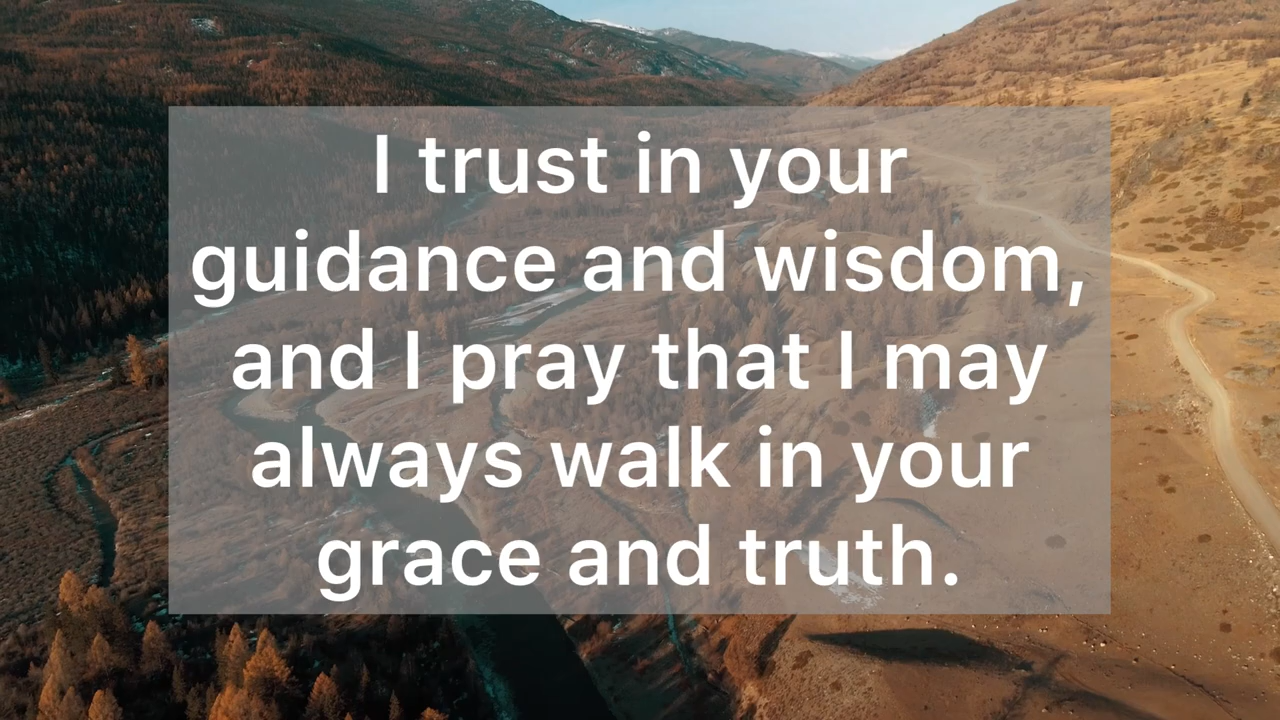 I trust in your
guidance and wisdom,
and I pray that I may
always walk in your
grace and truth.